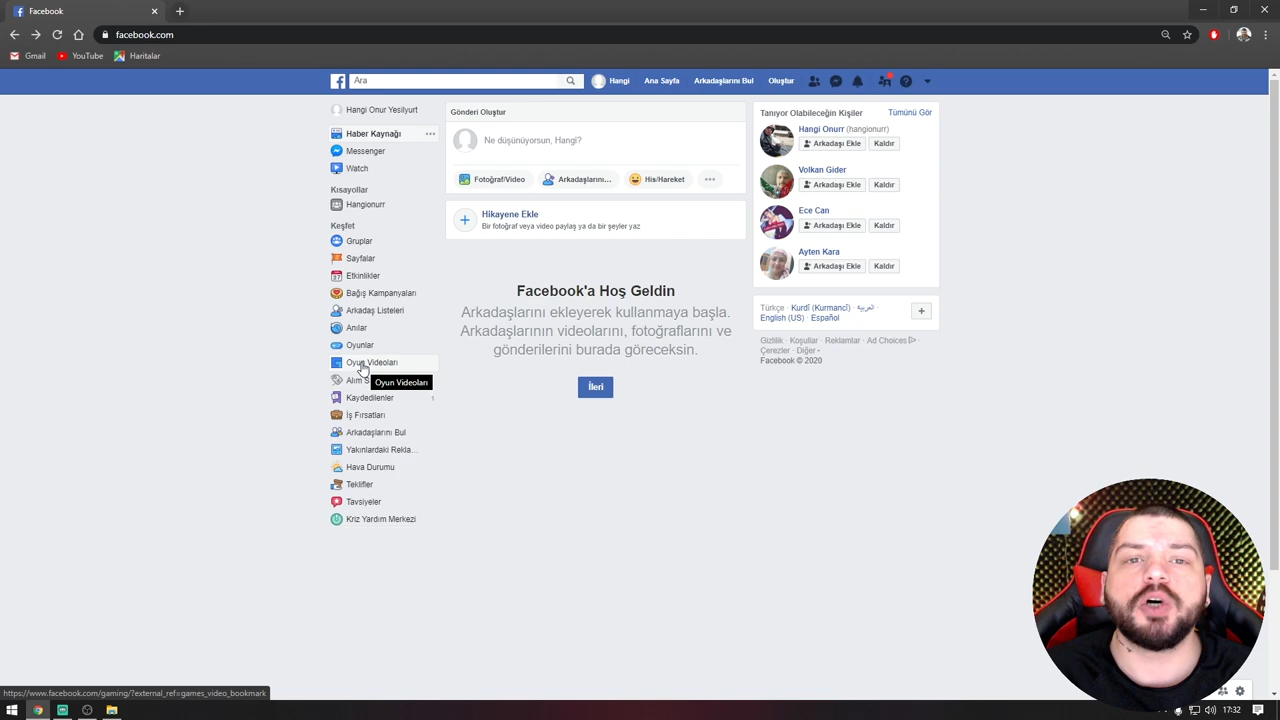 Facebook
facebook.com
Gmail
YouTube
Haritalar
Ara
Hangi
Ana Sayfa
Arkadaşlarını Bul
Oluştur
Hangi Onur Yesilyurt
Haber Kaynağı
Messenger
Watch
Kısayollar
Hangionurr
Keşfet
Gruplar
Sayfalar
Etkinlikler
Bağış Kampanyaları
Arkadaş Listeleri
Anılar
Oyunlar
Oyun Videoları
Alım S
Oyun Videoları
Kaydedilenler 1
İş Fırsatları
Arkadaşlarını Bul
Yakınlardaki Rekla...
Hava Durumu
Teklifler
Tavsiyeler
Kriz Yardım Merkezi
Gönderi Oluştur
Ne düşünüyorsun, Hangi?
Fotoğraf/Video
Arkadaşlarını...
His/Hareket
Hikayene Ekle
Bir fotoğraf veya video paylaş ya da bir şeyler yaz
Facebook'a Hoş Geldin
Arkadaşlarını ekleyerek kullanmaya başla.
Arkadaşlarının videolarını, fotoğraflarını ve
gönderilerini burada göreceksin.
İleri
Tanıyor Olabileceğin Kişiler
Tümünü Gör
Hangi Onurr (hangionurr)
Arkadaşı Ekle
Kaldır
Volkan Gider
Arkadaşı Ekle
Kaldır
Ece Can
Arkadaşı Ekle
Kaldır
Ayten Kara
Arkadaşı Ekle
Kaldır
Türkçe · Kurdî (Kurmancî) · العربية ·
English (US) · Español
Gizlilik · Koşullar · Reklamlar · Ad Choices ·
Çerezler · Diğer
Facebook © 2020
https://www.facebook.com/gaming/?external_ref=games_video_bookmark
17:32